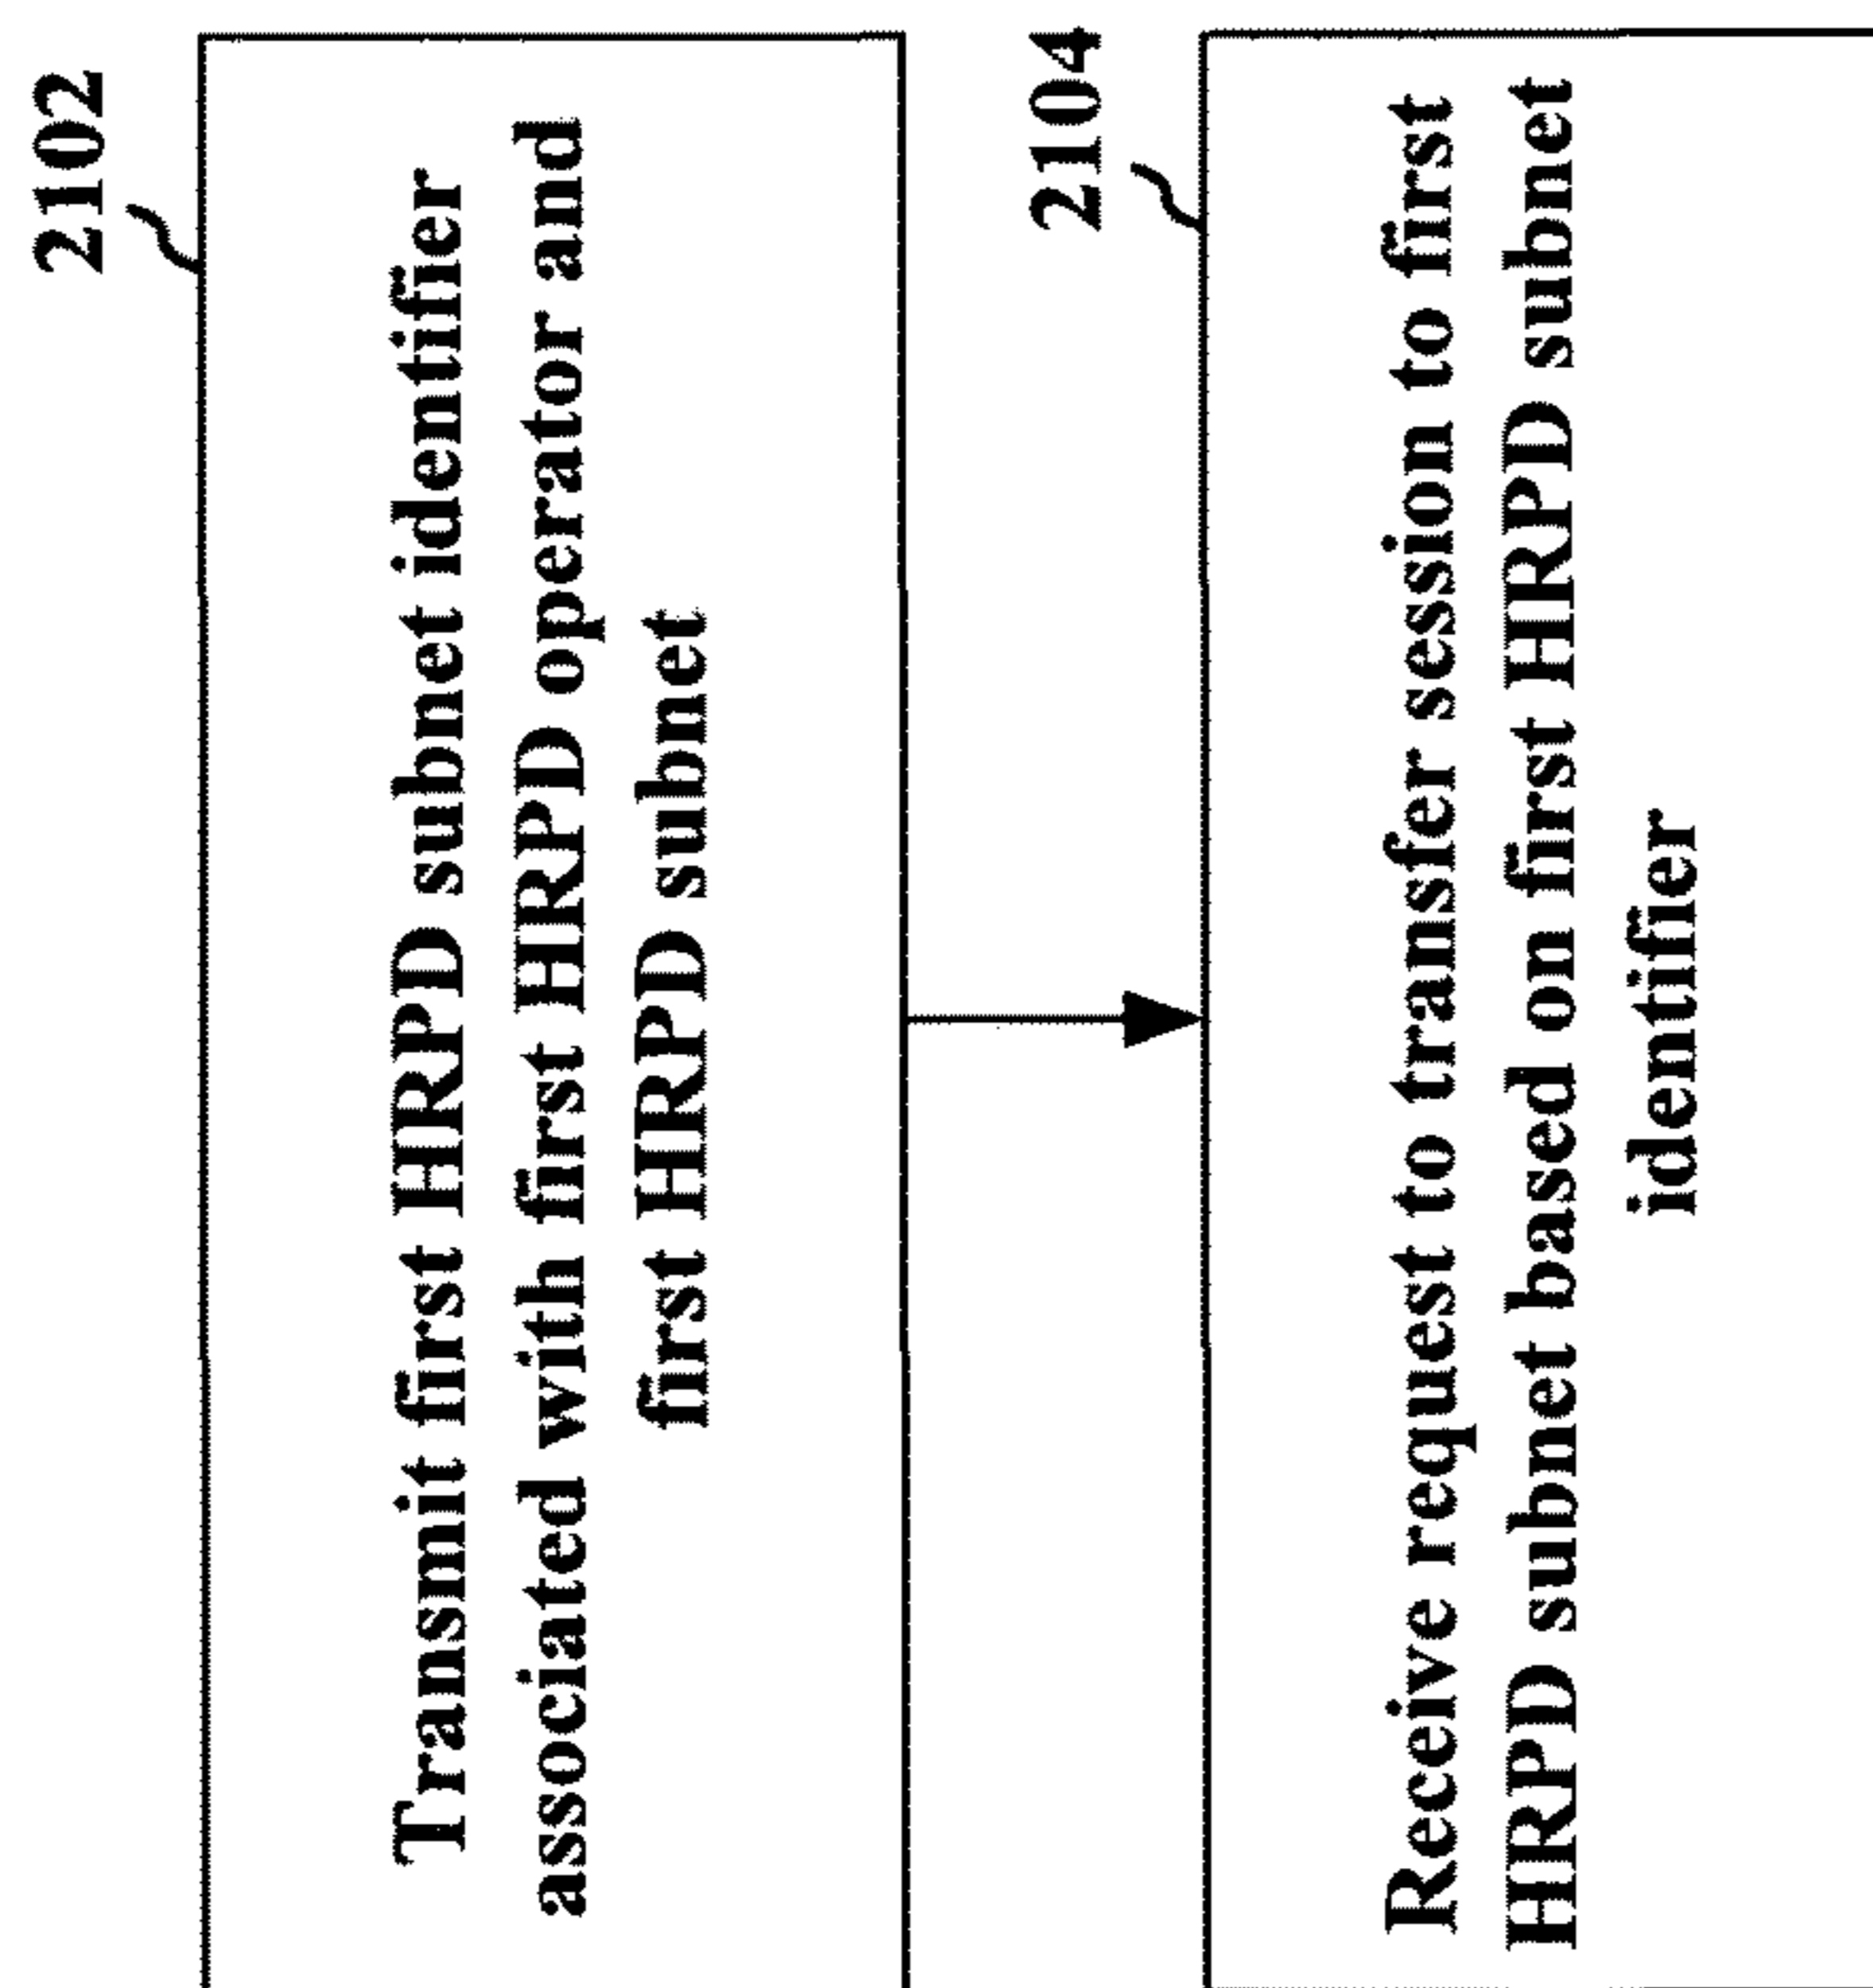 2102
Transmit first HRPD subnet identifier
associated with first HRPD operator and
first HRPD subnet
2104
Receive request to transfer session to first
HRPD subnet based on first HRPD subnet
identifier